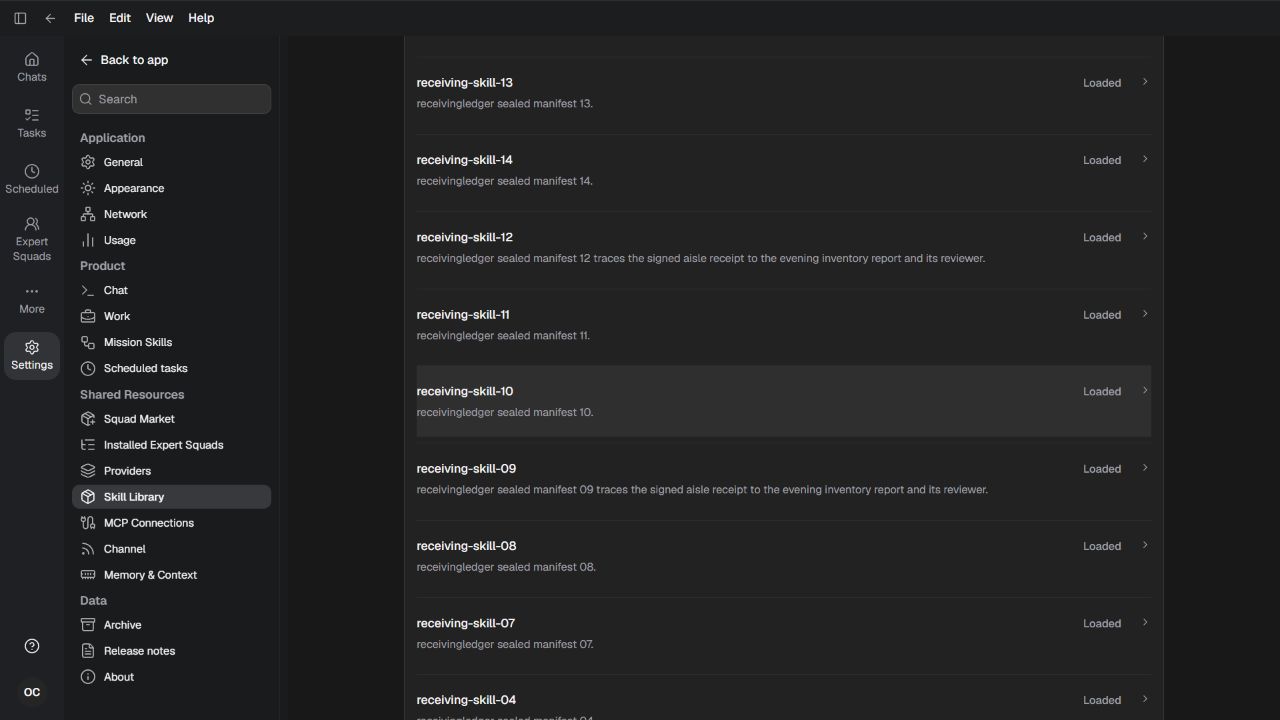 File Edit View Help
Chats
Tasks
Scheduled
Expert
Squads
More
Settings
OC
Back to app
Search
Application
General
Appearance
Network
Usage
Product
Chat
Work
Mission Skills
Scheduled tasks
Shared Resources
Squad Market
Installed Expert Squads
Providers
Skill Library
MCP Connections
Channel
Memory & Context
Data
Archive
Release notes
About
receiving-skill-13 Loaded
receivingledger sealed manifest 13.
receiving-skill-14 Loaded
receivingledger sealed manifest 14.
receiving-skill-12 Loaded
receivingledger sealed manifest 12 traces the signed aisle receipt to the evening inventory report and its reviewer.
receiving-skill-11 Loaded
receivingledger sealed manifest 11.
receiving-skill-10 Loaded
receivingledger sealed manifest 10.
receiving-skill-09 Loaded
receivingledger sealed manifest 09 traces the signed aisle receipt to the evening inventory report and its reviewer.
receiving-skill-08 Loaded
receivingledger sealed manifest 08.
receiving-skill-07 Loaded
receivingledger sealed manifest 07.
receiving-skill-04 Loaded
receivingledger sealed manifest 04.